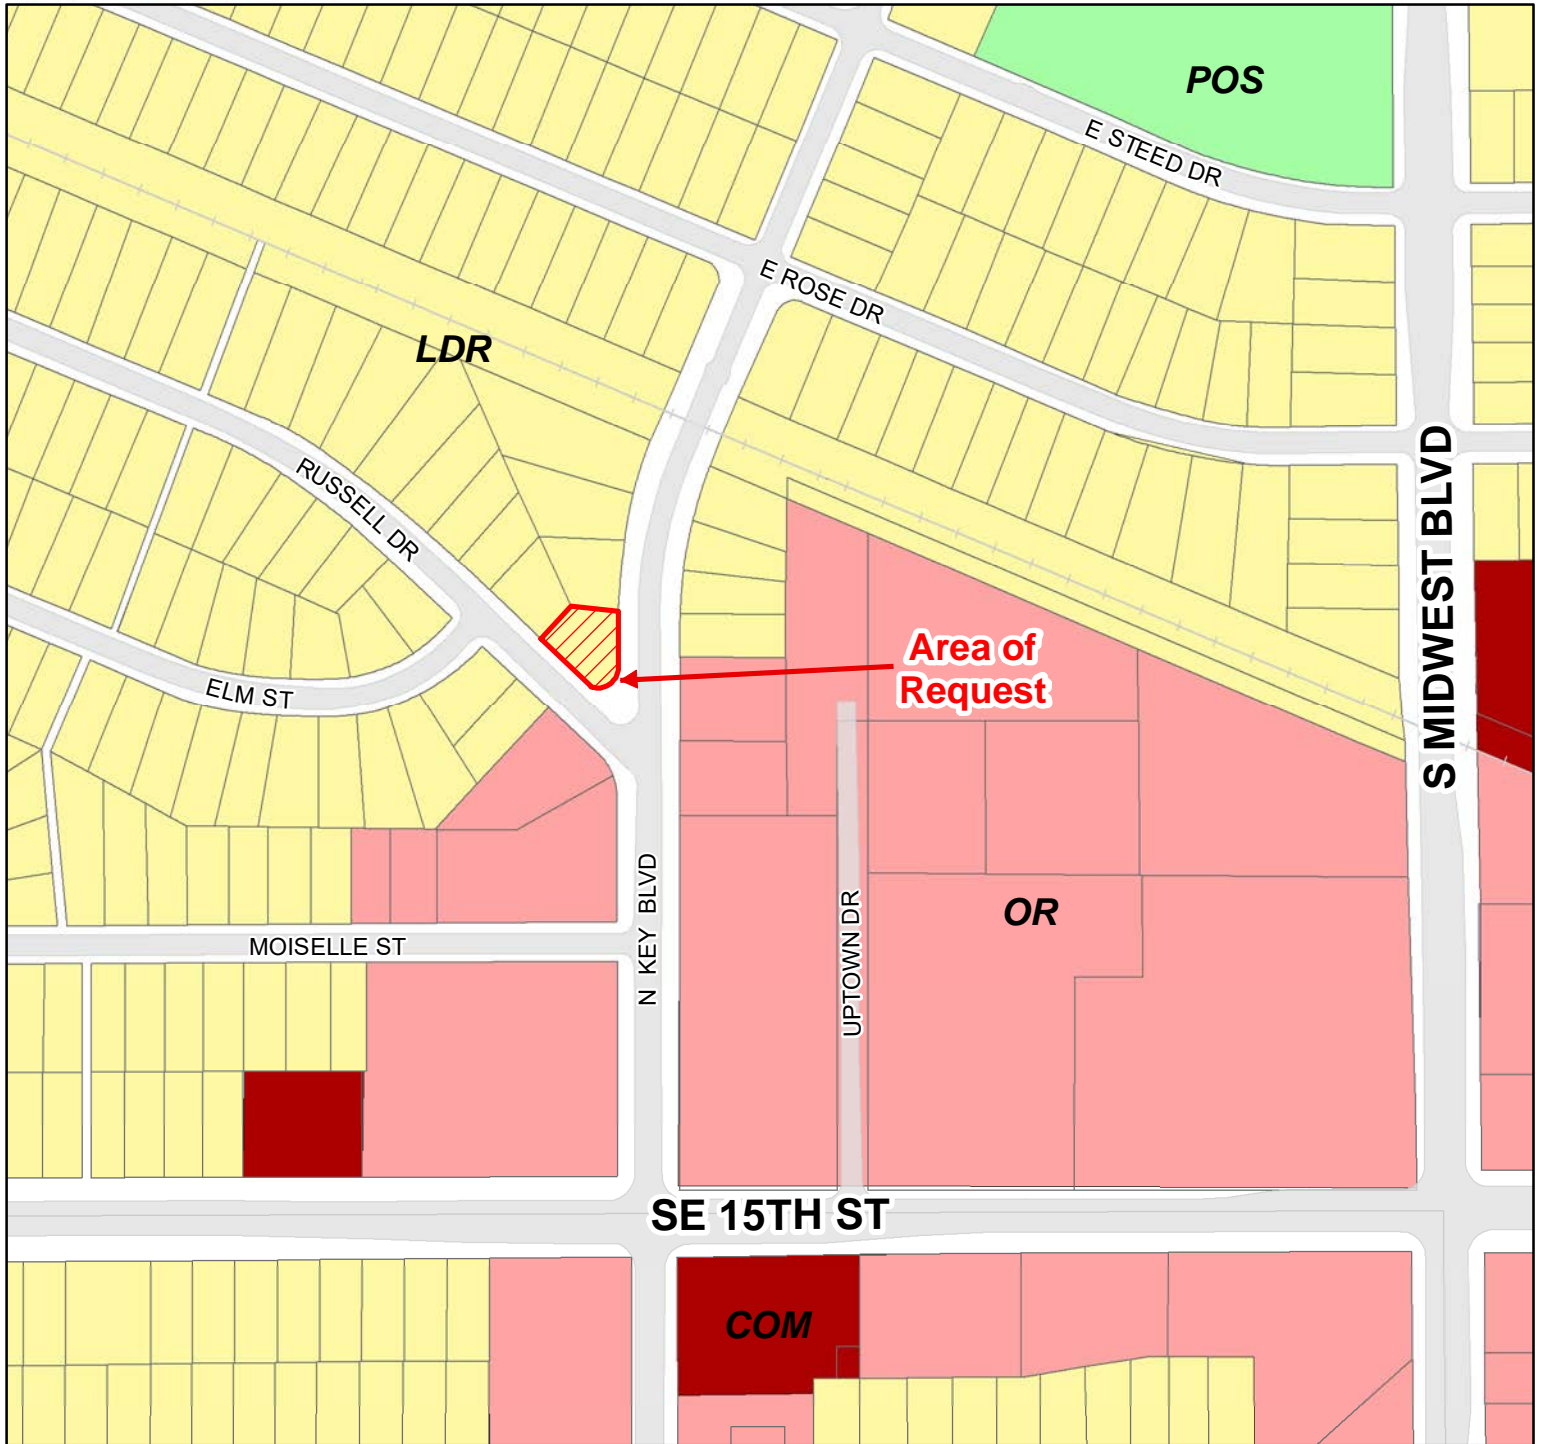 POS
E STEED DR
E ROSE DR
LDR
RUSSELL DR
S MIDWEST BLVD
Area of
Request
ELM ST
N KEY BLVD
UPTOWN DR
OR
MOISELLE ST
SE 15TH ST
COM